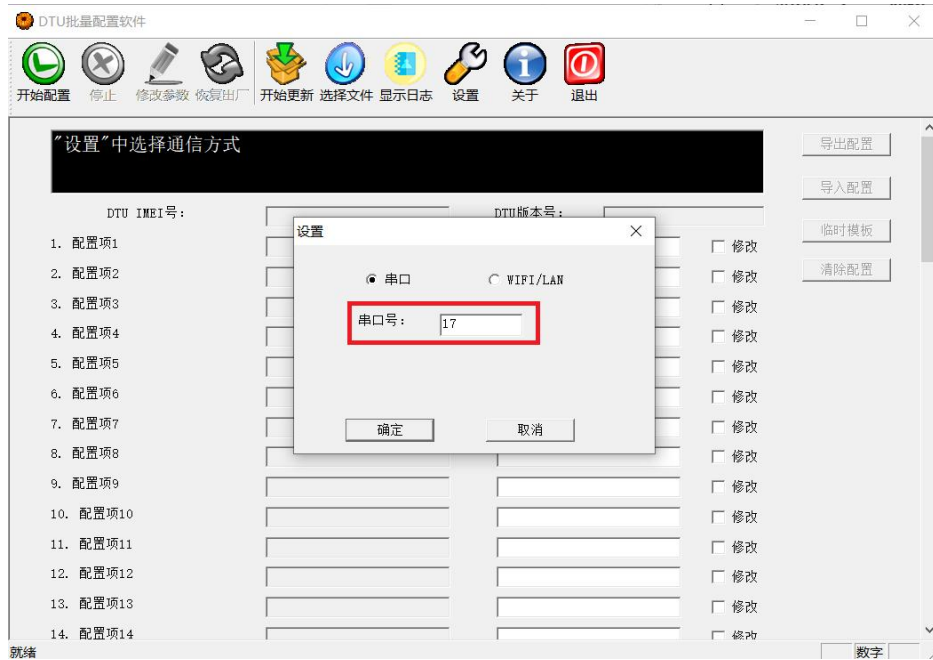 DTU批量配置软件
开始配置 停止 修改参数 恢复出厂 开始更新 选择文件 显示日志 设置 关于 退出
"设置"中选择通信方式
导出配置
导入配置
DTU IMEI号: DTU版本号:
临时模板
设置
1. 配置项1 修改
清除配置
2. 配置项2 修改
串口 WIFI/LAN
3. 配置项3 修改
串口号: 17
4. 配置项4 修改
5. 配置项5 修改
6. 配置项6 修改
7. 配置项7 修改
确定 取消
8. 配置项8 修改
9. 配置项9 修改
10. 配置项10 修改
11. 配置项11 修改
12. 配置项12 修改
13. 配置项13 修改
14. 配置项14 修改
就绪 数字